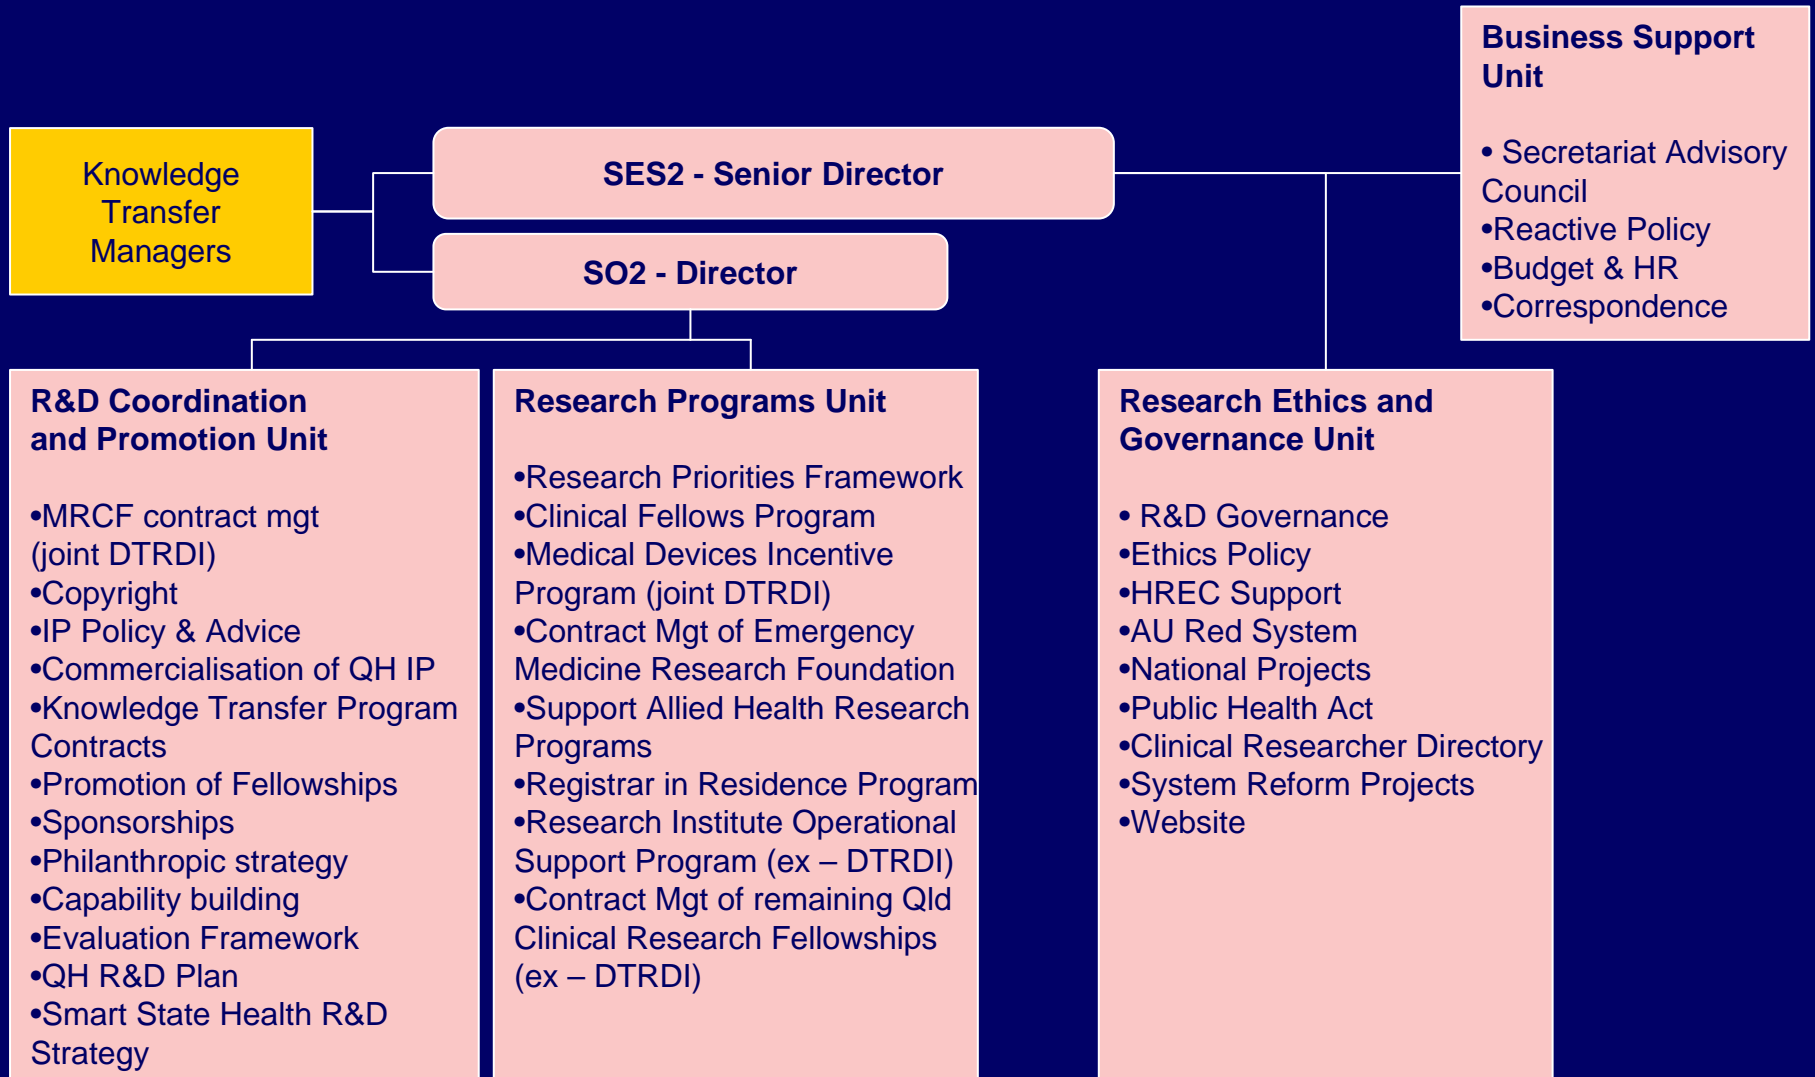 Business Support
Unit
• Secretariat Advisory
Council
•Reactive Policy
•Budget & HR
•Correspondence
Knowledge
Transfer
Managers
SES2 - Senior Director
SO2 - Director
R&D Coordination
and Promotion Unit
•MRCF contract mgt
(joint DTRDI)
•Copyright
•IP Policy & Advice
•Commercialisation of QH IP
•Knowledge Transfer Program
Contracts
•Promotion of Fellowships
•Sponsorships
•Philanthropic strategy
•Capability building
•Evaluation Framework
•QH R&D Plan
•Smart State Health R&D
Strategy
Research Programs Unit
•Research Priorities Framework
•Clinical Fellows Program
•Medical Devices Incentive
Program (joint DTRDI)
•Contract Mgt of Emergency
Medicine Research Foundation
•Support Allied Health Research
Programs
•Registrar in Residence Program
•Research Institute Operational
Support Program (ex – DTRDI)
•Contract Mgt of remaining Qld
Clinical Research Fellowships
(ex – DTRDI)
Research Ethics and
Governance Unit
• R&D Governance
•Ethics Policy
•HREC Support
•AU Red System
•National Projects
•Public Health Act
•Clinical Researcher Directory
•System Reform Projects
•Website